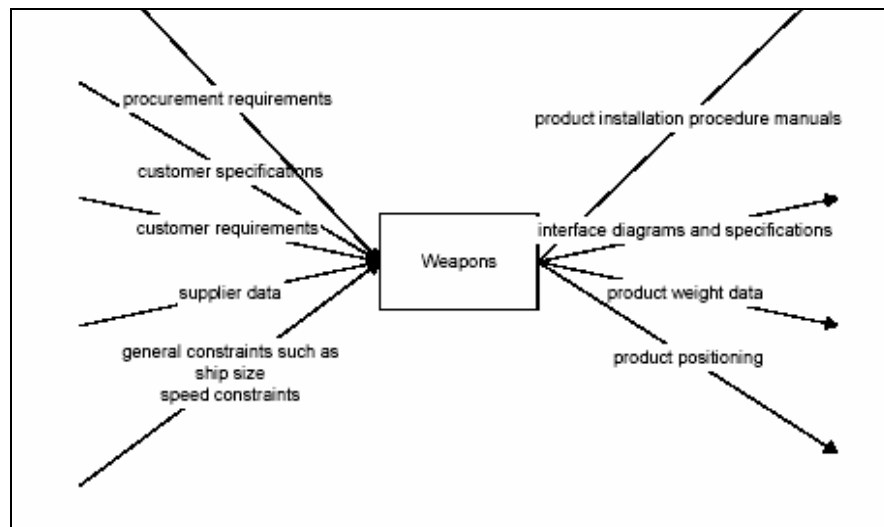 procurement requirements
product installation procedure manuals
customer specifications
customer requirements
interface diagrams and specifications
Weapons
supplier data
product weight data
general constraints such as
ship size
speed constraints
product positioning